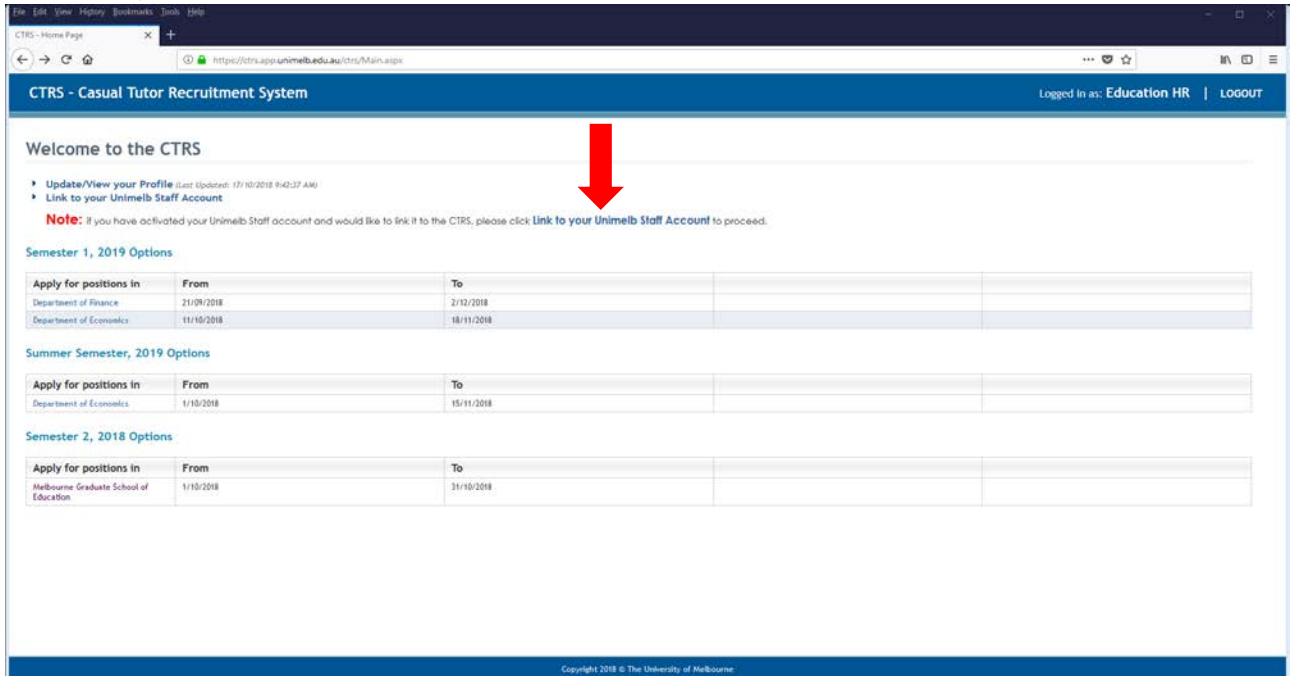 File Edit View History Bookmarks Tools Help
CTRS - Home Page
https://ctrs.app.unimelb.edu.au/ctrs/Main.aspx
CTRS - Casual Tutor Recruitment System
Logged in as: Education HR | LOGOUT
Welcome to the CTRS
Update/View your Profile (Last Updated: 17/10/2018 9:42:37 AM)
Link to your Unimelb Staff Account
Note: If you have activated your Unimelb Staff account and would like to link it to the CTRS, please click Link to your Unimelb Staff Account to proceed.
Semester 1, 2019 Options
Apply for positions in From To
Department of Finance 21/09/2018 2/12/2018
Department of Economics 11/10/2018 18/11/2018
Summer Semester, 2019 Options
Apply for positions in From To
Department of Economics 1/10/2018 15/11/2018
Semester 2, 2018 Options
Apply for positions in From To
Melbourne Graduate School of 1/10/2018 31/10/2018
Education
Copyright 2018 © The University of Melbourne